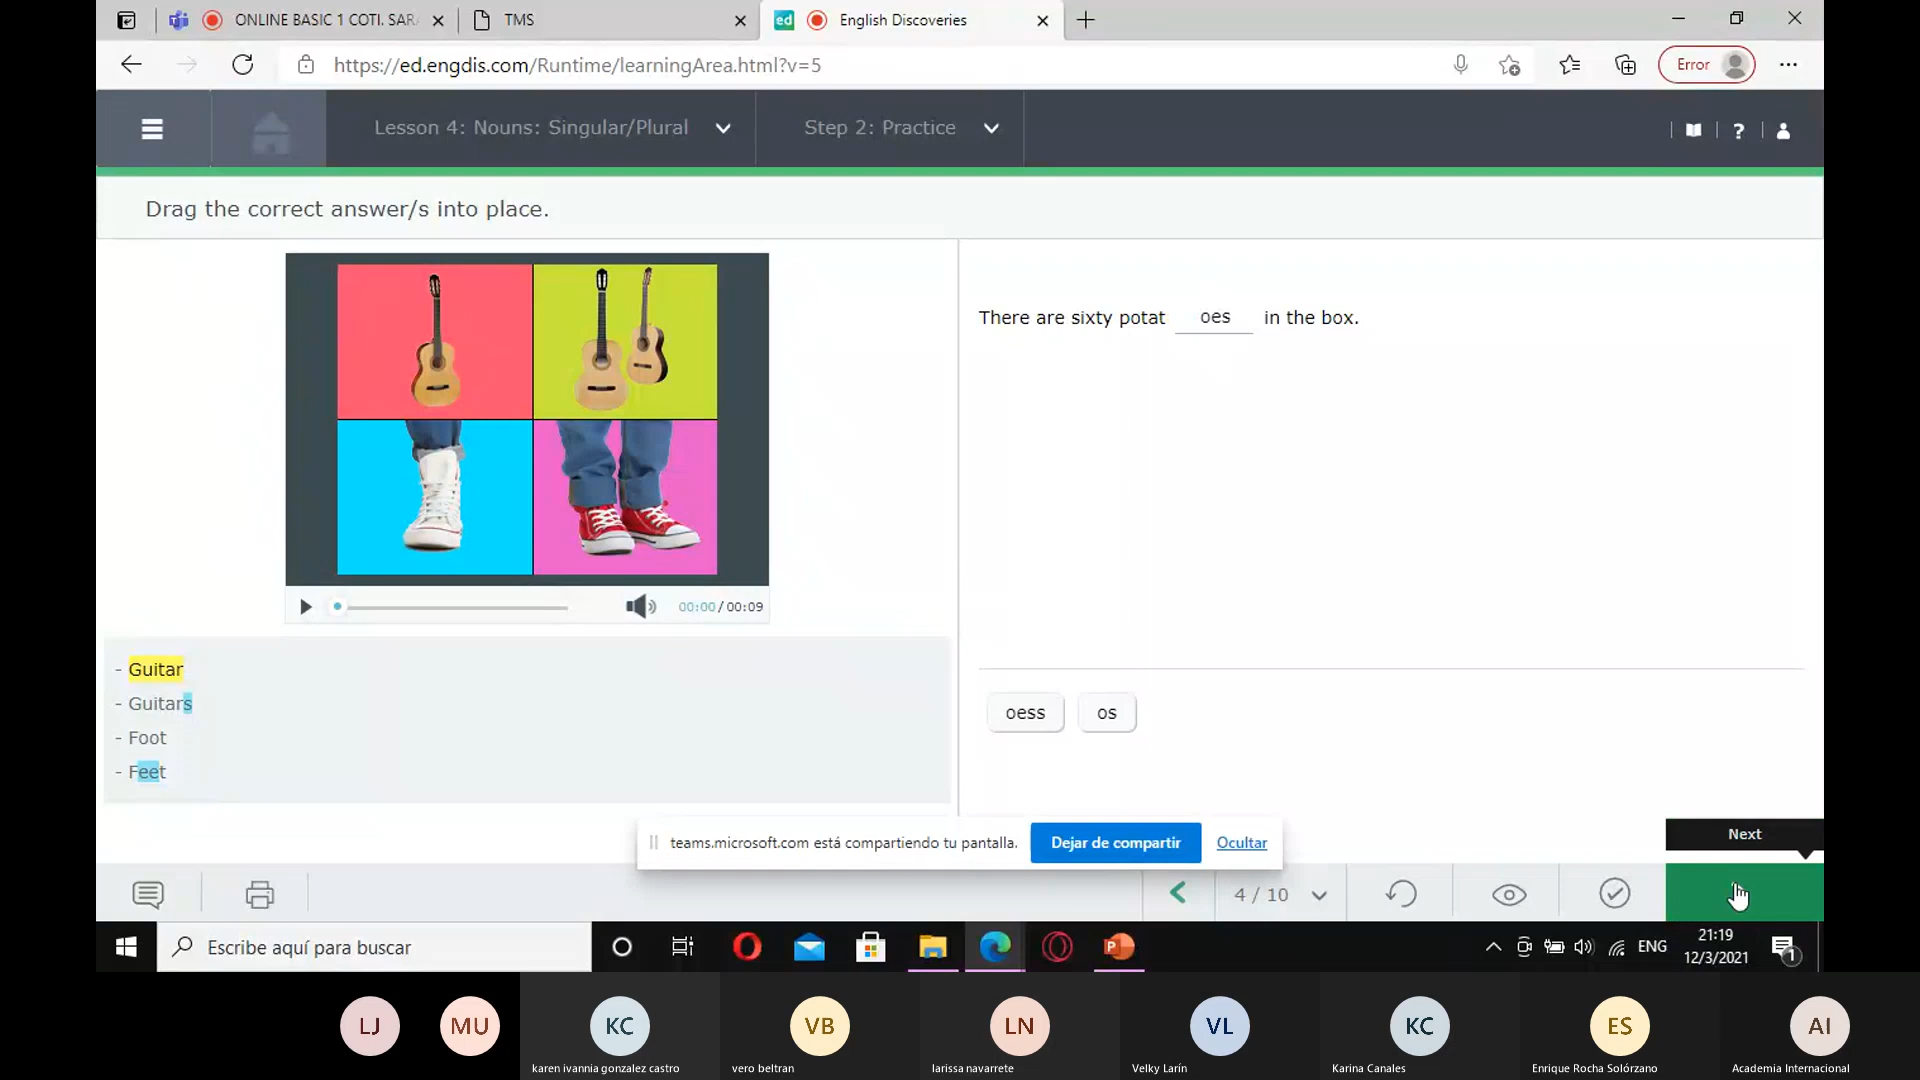 ONLINE BASIC 1 COTI. SARA
TMS
English Discoveries
https://ed.engdis.com/Runtime/learningArea.html?v=5
Error
Lesson 4: Nouns: Singular/Plural
Step 2: Practice
?
Drag the correct answer/s into place.
There are sixty potat oes in the box.
00:00 / 00:09
- Guitar
- Guitars
- Foot
- Feet
oess
os
teams.microsoft.com está compartiendo tu pantalla.
Dejar de compartir
Ocultar
Next
4 / 10
Escribe aquí para buscar
ENG
21:19
12/3/2021
1
LJ
MU
KC
VB
LN
VL
KC
ES
AI
karen ivannia gonzalez castro
vero beltran
larissa navarrete
Velky Larín
Karina Canales
Enrique Rocha Solórzano
Academia Internacional